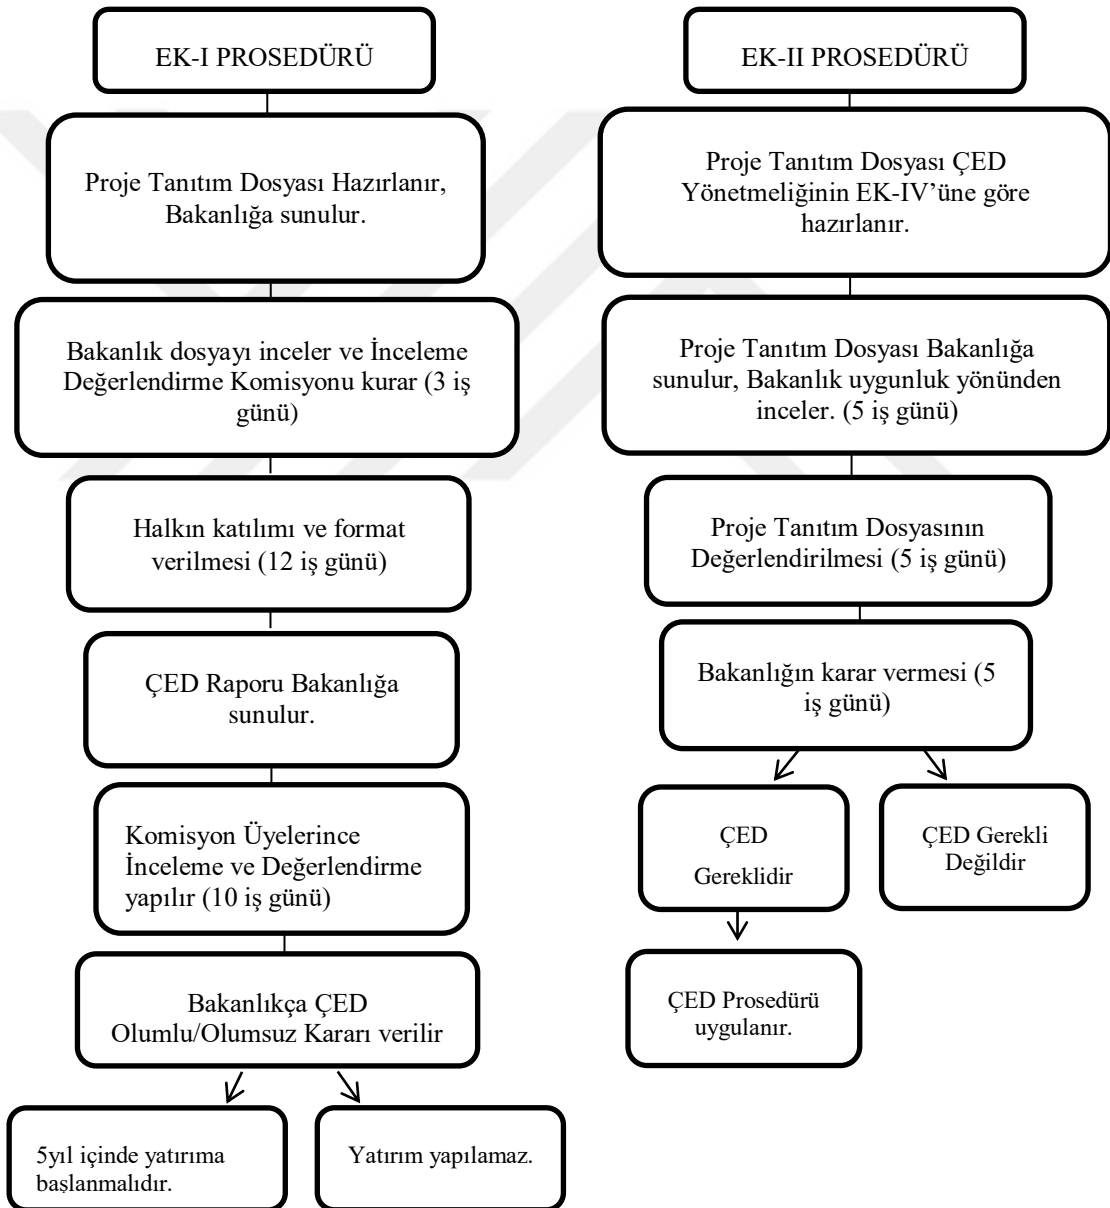 EK-I PROSEDÜRÜ
Proje Tanıtım Dosyası Hazırlanır,
Bakanlığa sunulur.
Bakanlık dosyayı inceler ve İnceleme
Değerlendirme Komisyonu kurar (3 iş
günü)
Halkın katılımı ve format
verilmesi (12 iş günü)
ÇED Raporu Bakanlığa
sunulur.
Komisyon Üyelerince
İnceleme ve Değerlendirme
yapılır (10 iş günü)
Bakanlıkça ÇED
Olumlu/Olumsuz Kararı verilir
5yıl içinde yatırıma
başlanmalıdır.
Yatırım yapılamaz.
EK-II PROSEDÜRÜ
Proje Tanıtım Dosyası ÇED
Yönetmeliğinin EK-IV’üne göre
hazırlanır.
Proje Tanıtım Dosyası Bakanlığa
sunulur, Bakanlık uygunluk yönünden
inceler. (5 iş günü)
Proje Tanıtım Dosyasının
Değerlendirilmesi (5 iş günü)
Bakanlığın karar vermesi (5
iş günü)
ÇED
Gereklidir
ÇED Gerekli
Değildir
ÇED Prosedürü
uygulanır.